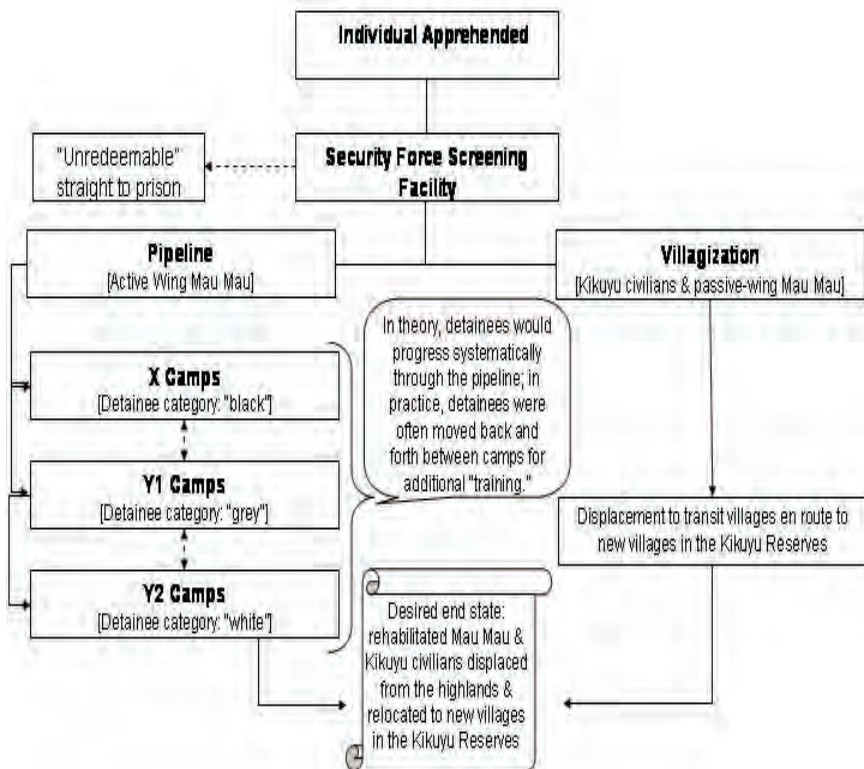 Individual Apprehended
"Unredeemable"
straight to prison
Security Force Screening
Facility
Pipeline
[Active Wing Mau Mau]
Villagization
[Kikuyu civilians & passive-wing Mau Mau]
In theory, detainees would
progress systematically
through the pipeline; in
practice, detainees were
often moved back and
forth between camps for
additional "training."
X Camps
[Detainee category: "black"]
Y1 Camps
[Detainee category: "grey"]
Y2 Camps
[Detainee category: "white"]
Displacement to transit villages en route to
new villages in the Kikuyu Reserves
Desired end state:
rehabilitated Mau Mau &
Kikuyu civilians displaced
from the highlands &
relocated to new villages
in the Kikuyu Reserves